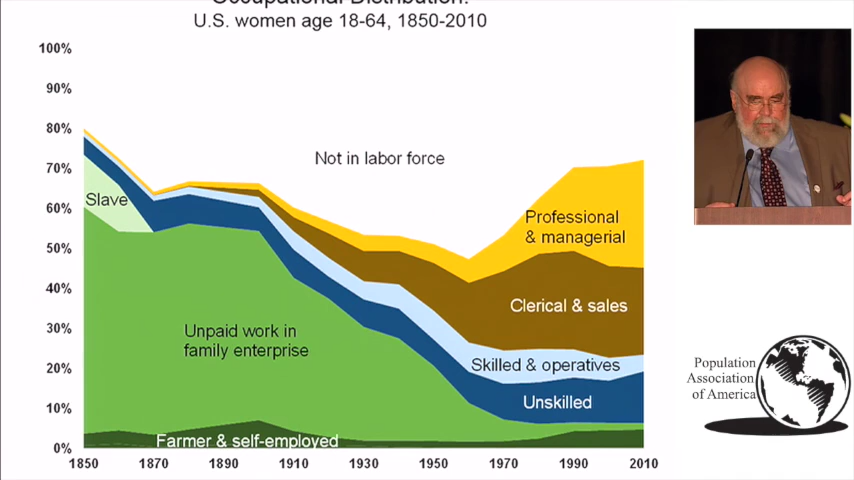 Occupational Distribution:
U.S. women age 18-64, 1850-2010
100%
90%
80%
70%
60%
50%
40%
30%
20%
10%
0%
Not in labor force
Slave
Professional
& managerial
Clerical & sales
Unpaid work in
family enterprise
Skilled & operatives
Unskilled
Farmer & self-employed
1850
1870
1890
1910
1930
1950
1970
1990
2010
Population
Association
of America